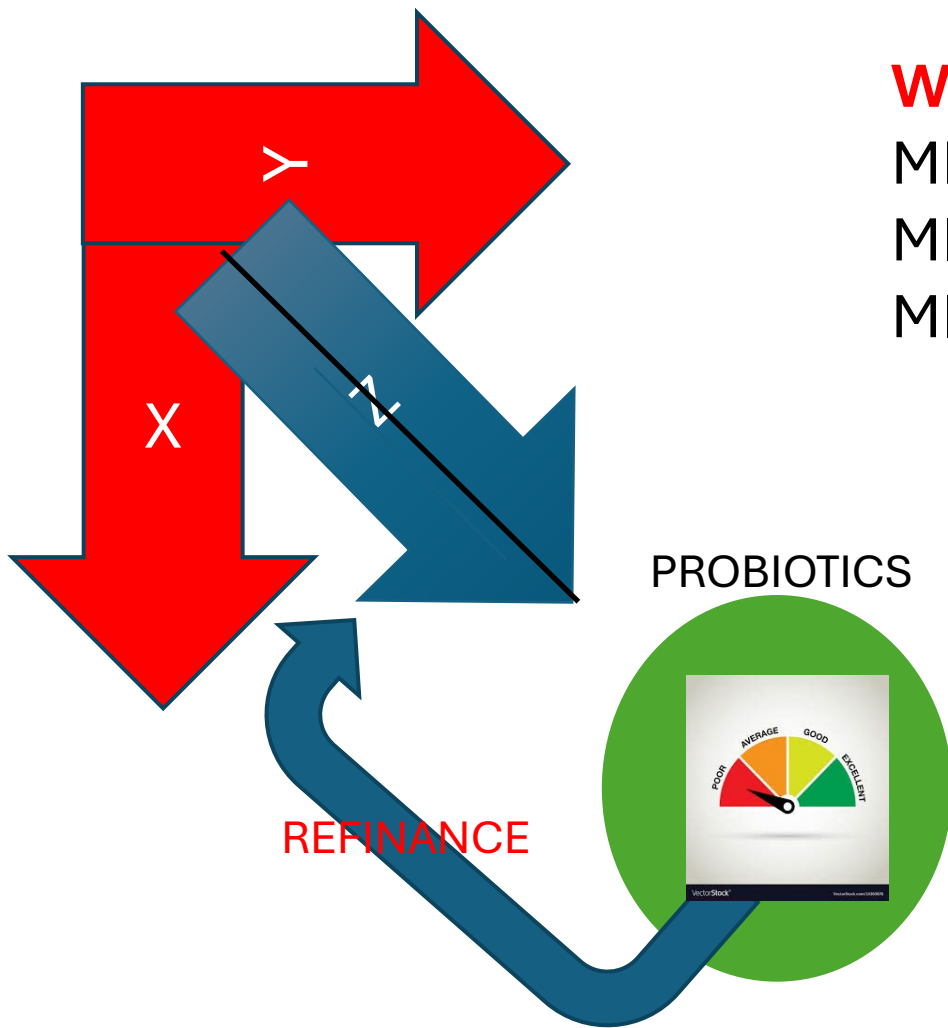 Y
X
Z
PROBIOTICS
POOR
AVERAGE
GOOD
EXCELLENT
VectorStock®
REFINANCE